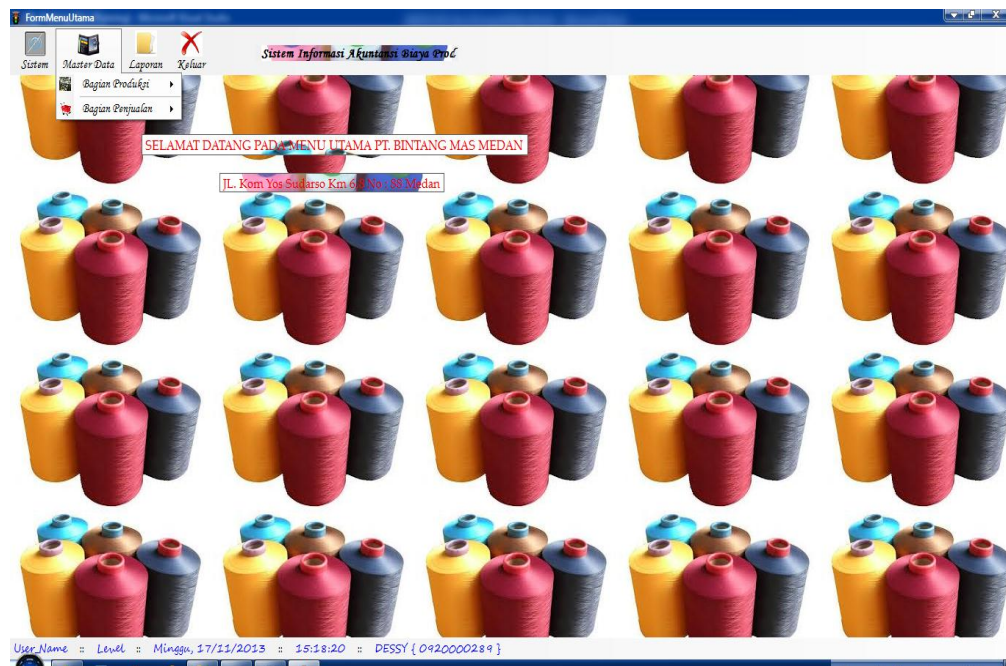 FormMenuUtama
Sistem Master Data Laporan Keluar
Sistem Informasi Akuntansi Biaya Prod
Bagian Produksi
Bagian Penjualan
SELAMAT DATANG PADA MENU UTAMA PT. BINTANG MAS MEDAN
JL. Kom Yos Sudarso Km 6, No : 88 Medan
User_Name :: Level :: Minggu, 17/11/2013 :: 15:18:20 :: DESSY { 0920000289 }